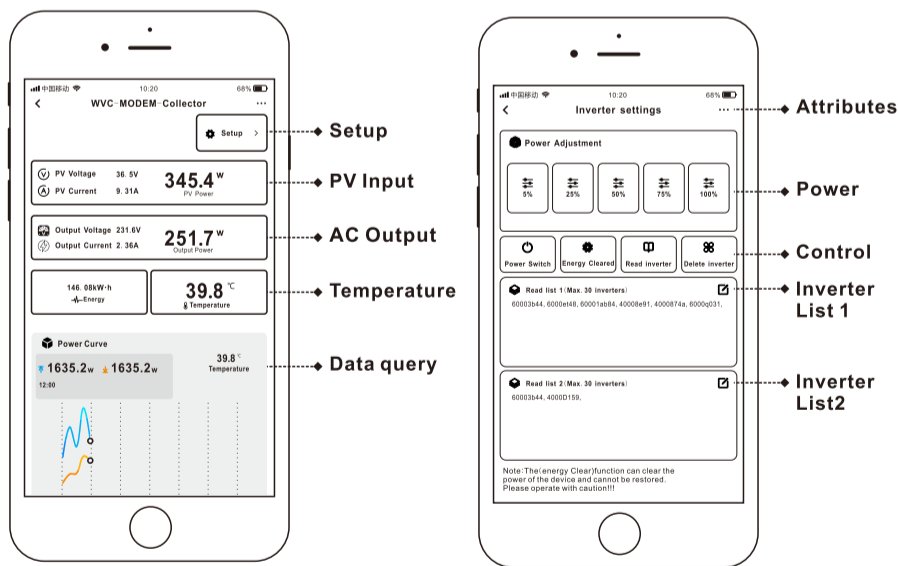 中国移动 10:20 68%
WVC-MODEM-Collector ...
Setup >
Setup
PV Voltage 36. 5V
PV Current 9. 31A
345.4 W
PV Power
PV Input
Output Voltage 231.6V
Output Current 2. 36A
251.7 W
Output Power
AC Output
146. 08kW·h
Energy
39.8 ℃
Temperature
Temperature
Power Curve
1635.2w 1635.2w
12:00
39.8 ℃
Temperature
Data query
中国移动 10:20 68%
Inverter settings ...
Attributes
Power Adjustment
5% 25% 50% 75% 100%
Power
Power Switch Energy Cleared Read inverter Delete inverter
Control
Read list 1(Max. 30 inverters)
60003b44, 6000et48, 60001ab84, 40008e91, 4000874a, 6000q031,
Inverter
List 1
Read list 2(Max. 30 inverters)
60003b44, 4000D159,
Inverter
List2
Note:The(energy Clear)function can clear the
power of the device and cannot be restored.
Please operate with caution!!!